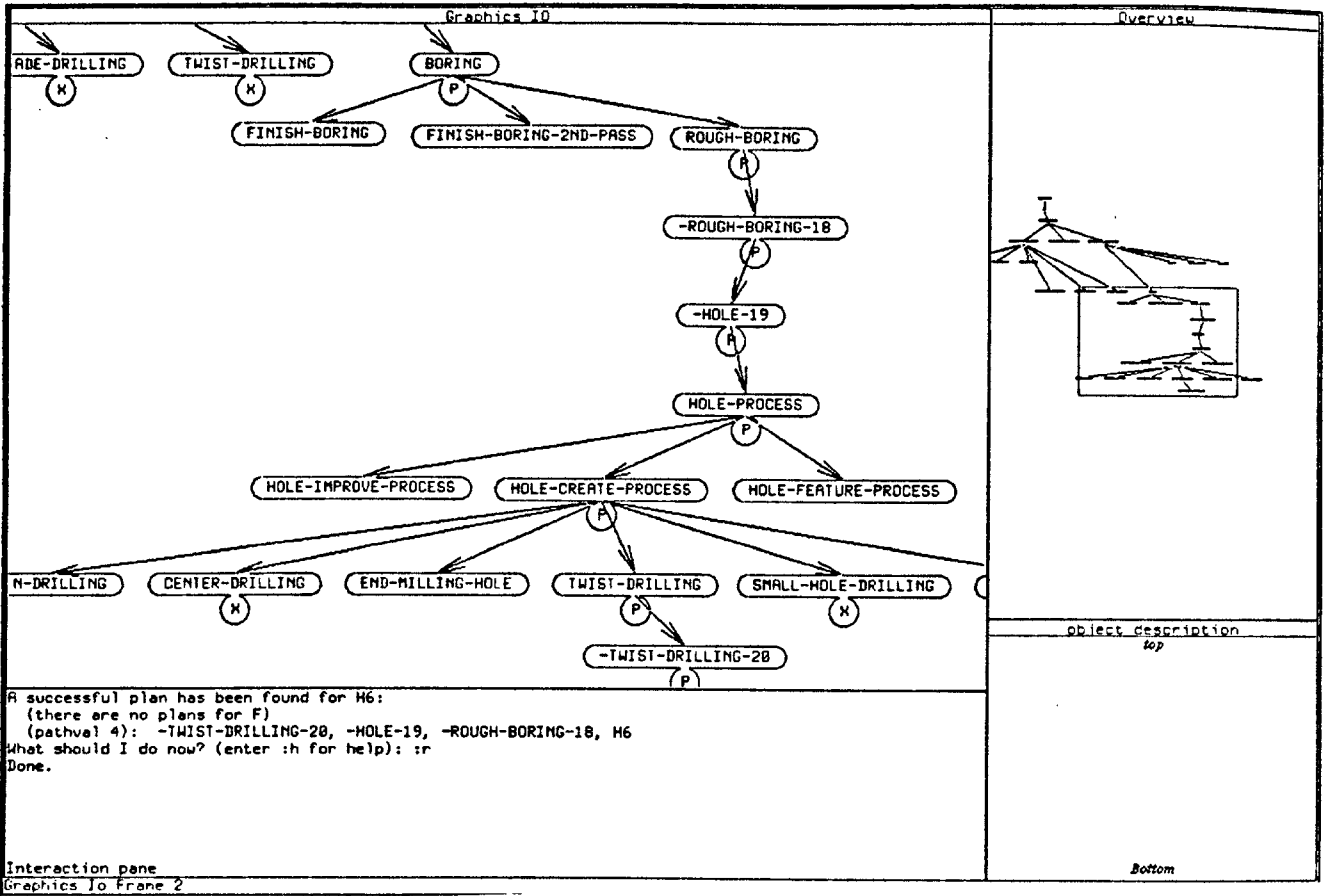 Graphics IO
Overview
ADE-DRILLING
TWIST-DRILLING
BORING
X
X
P
FINISH-BORING
FINISH-BORING-2ND-PASS
ROUGH-BORING
P
-ROUGH-BORING-18
P
-HOLE-19
P
HOLE-PROCESS
P
HOLE-IMPROVE-PROCESS
HOLE-CREATE-PROCESS
HOLE-FEATURE-PROCESS
P
N-DRILLING
CENTER-DRILLING
END-MILLING-HOLE
TWIST-DRILLING
SMALL-HOLE-DRILLING
X
P
X
-TWIST-DRILLING-20
P
object description
top
A successful plan has been found for H6:
(there are no plans for F)
(pathval 4): -TWIST-DRILLING-20, -HOLE-19, -ROUGH-BORING-18, H6
What should I do now? (enter :h for help): :r
Done.
Interaction pane
Bottom
Graphics Io Frame 2